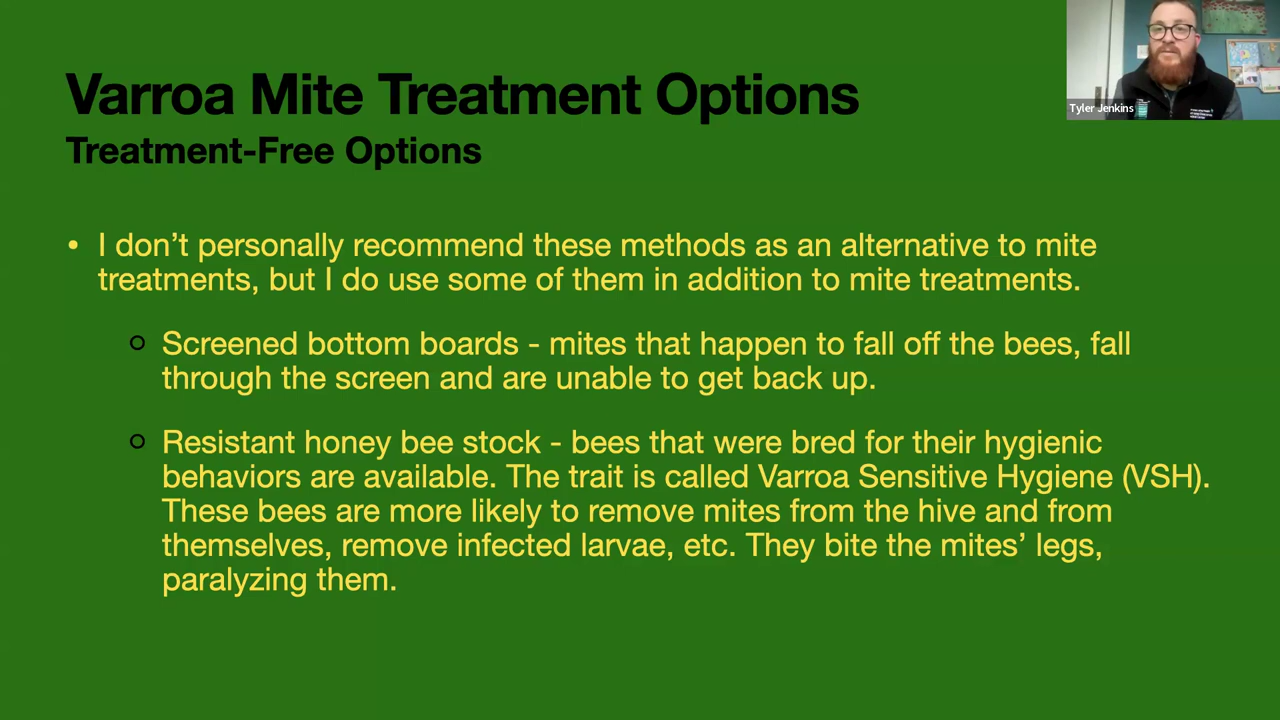 Varroa Mite Treatment Options
Treatment-Free Options
• I don’t personally recommend these methods as an alternative to mite
treatments, but I do use some of them in addition to mite treatments.
Screened bottom boards - mites that happen to fall off the bees, fall
through the screen and are unable to get back up.
Resistant honey bee stock - bees that were bred for their hygienic
behaviors are available. The trait is called Varroa Sensitive Hygiene (VSH).
These bees are more likely to remove mites from the hive and from
themselves, remove infected larvae, etc. They bite the mites’ legs,
paralyzing them.
Tyler Jenkins